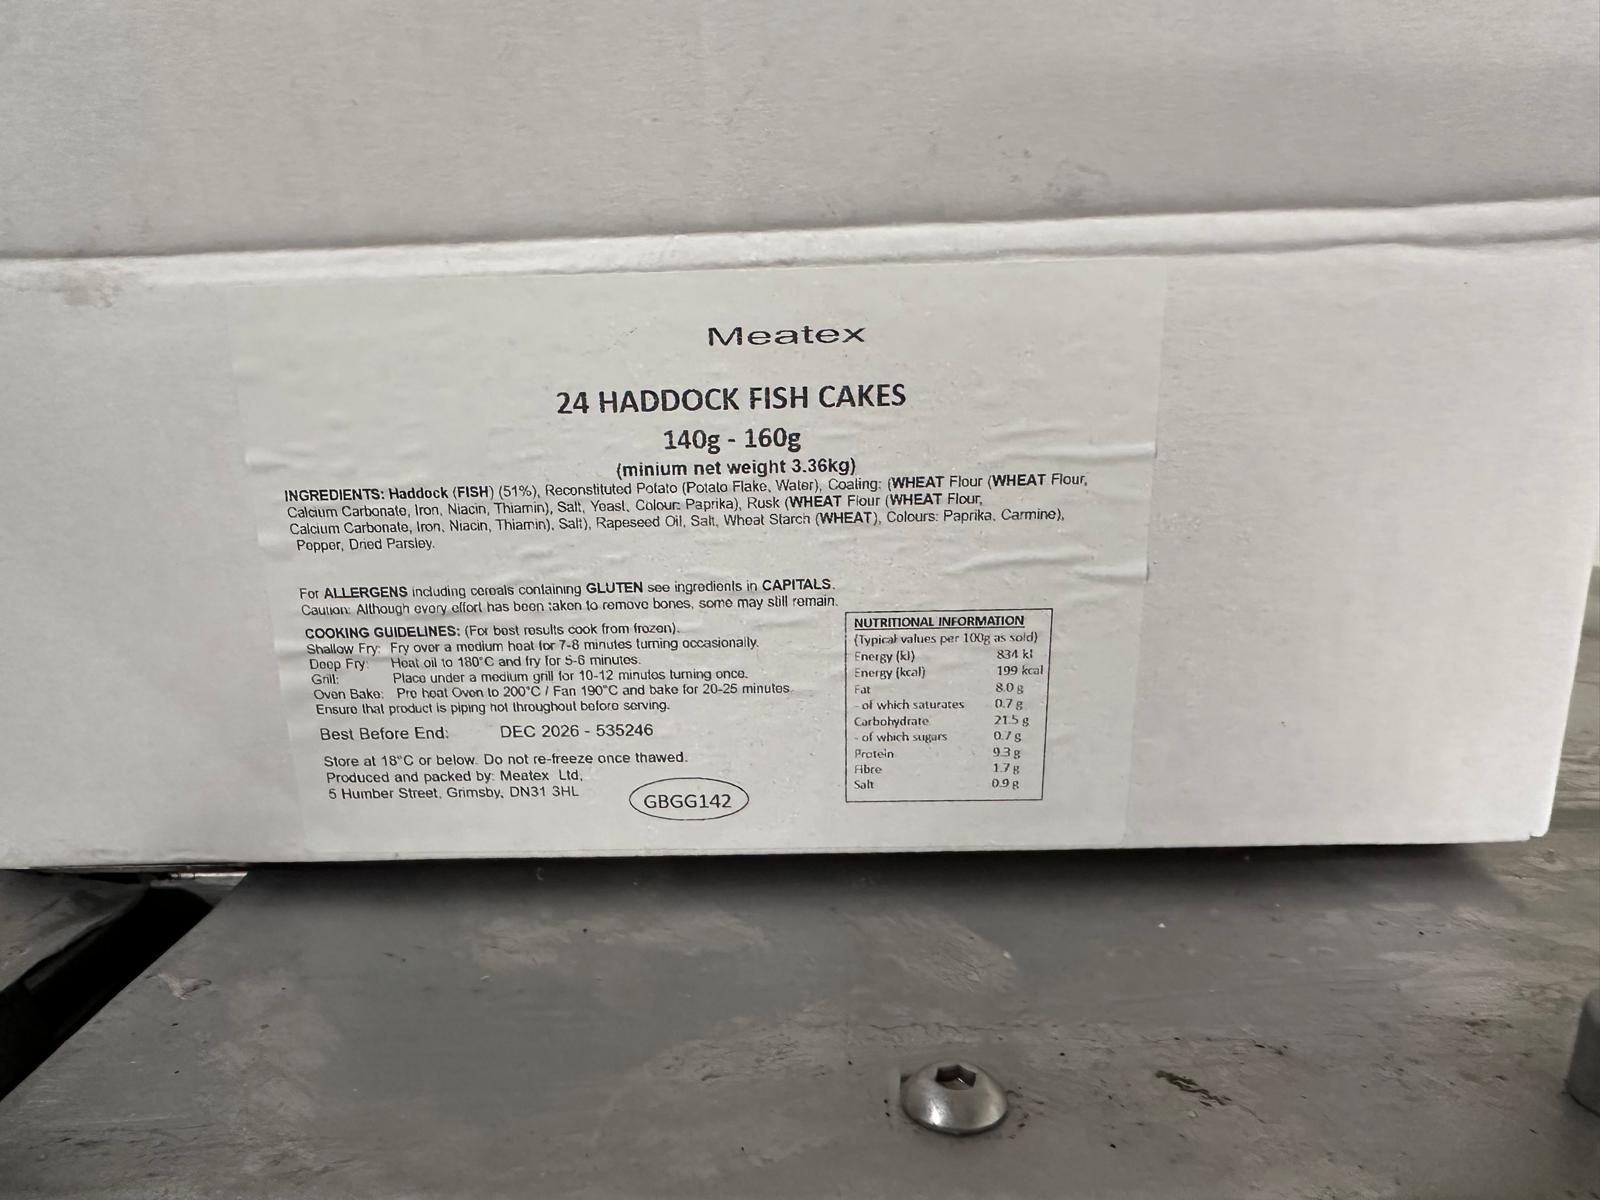 Meatex
24 HADDOCK FISH CAKES
140g - 160g
(minium net weight 3.36kg)
INGREDIENTS: Haddock (FISH) (51%), Reconstituted Potato (Potato Flake, Water), Coating: (WHEAT Flour (WHEAT Flour,
Calcium Carbonate, Iron, Niacin, Thiamin), Salt, Yeast, Colour: Paprika), Rusk (WHEAT Flour (WHEAT Flour,
Calcium Carbonate, Iron, Niacin, Thiamin), Salt), Rapeseed Oil, Salt, Wheat Starch (WHEAT), Colours: Paprika, Carmine),
Pepper, Dried Parsley.
For ALLERGENS including cereals containing GLUTEN see ingredients in CAPITALS.
Caution: Although every effort has been taken to remove bones, some may still remain.
COOKING GUIDELINES: (For best results cook from frozen).
Shallow Fry: Fry over a medium heat for 7-8 minutes turning occasionally.
Deep Fry: Heat oil to 180°C and fry for 5-6 minutes.
Grill: Place under a medium grill for 10-12 minutes turning once.
Oven Bake: Pre heat Oven to 200°C / Fan 190°C and bake for 20-25 minutes.
Ensure that product is piping hot throughout before serving.
Best Before End: DEC 2026 - 535246
Store at 18°C or below. Do not re-freeze once thawed.
Produced and packed by: Meatex Ltd,
5 Humber Street, Grimsby, DN31 3HL
GBGG142
NUTRITIONAL INFORMATION
(Typical values per 100g as sold)
Energy (kJ) 834 kJ
Energy (kcal) 199 kcal
Fat 8.0 g
- of which saturates 0.7 g
Carbohydrate 21.5 g
- of which sugars 0.7 g
Protein 9.3 g
Fibre 1.7 g
Salt 0.9 g